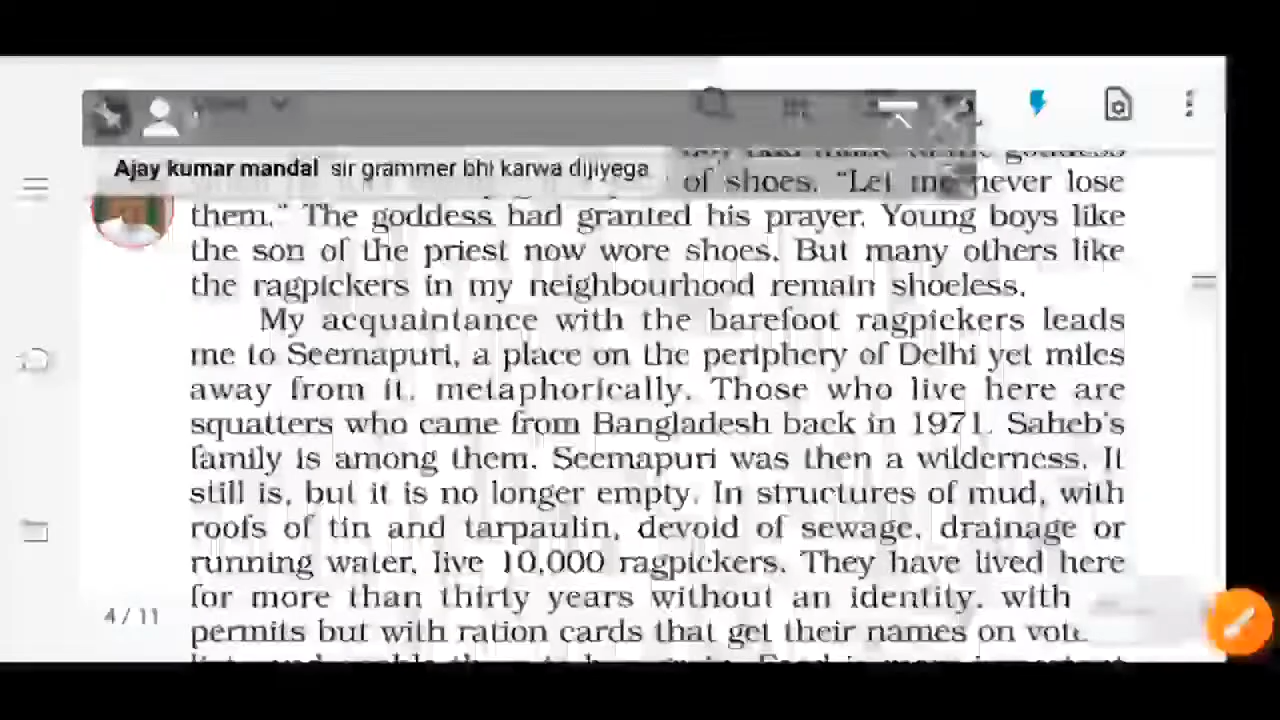 Ajay kumar mandal sir grammer bhi karwa dijiyega
of shoes. "Let me never lose
them." The goddess had granted his prayer. Young boys like
the son of the priest now wore shoes. But many others like
the ragpickers in my neighbourhood remain shoeless.
My acquaintance with the barefoot ragpickers leads
me to Seemapuri, a place on the periphery of Delhi yet miles
away from it, metaphorically. Those who live here are
squatters who came from Bangladesh back in 1971. Saheb's
family is among them. Seemapuri was then a wilderness. It
still is, but it is no longer empty. In structures of mud, with
roofs of tin and tarpaulin, devoid of sewage, drainage or
running water, live 10,000 ragpickers. They have lived here
for more than thirty years without an identity, with
4 / 11
permits but with ration cards that get their names on